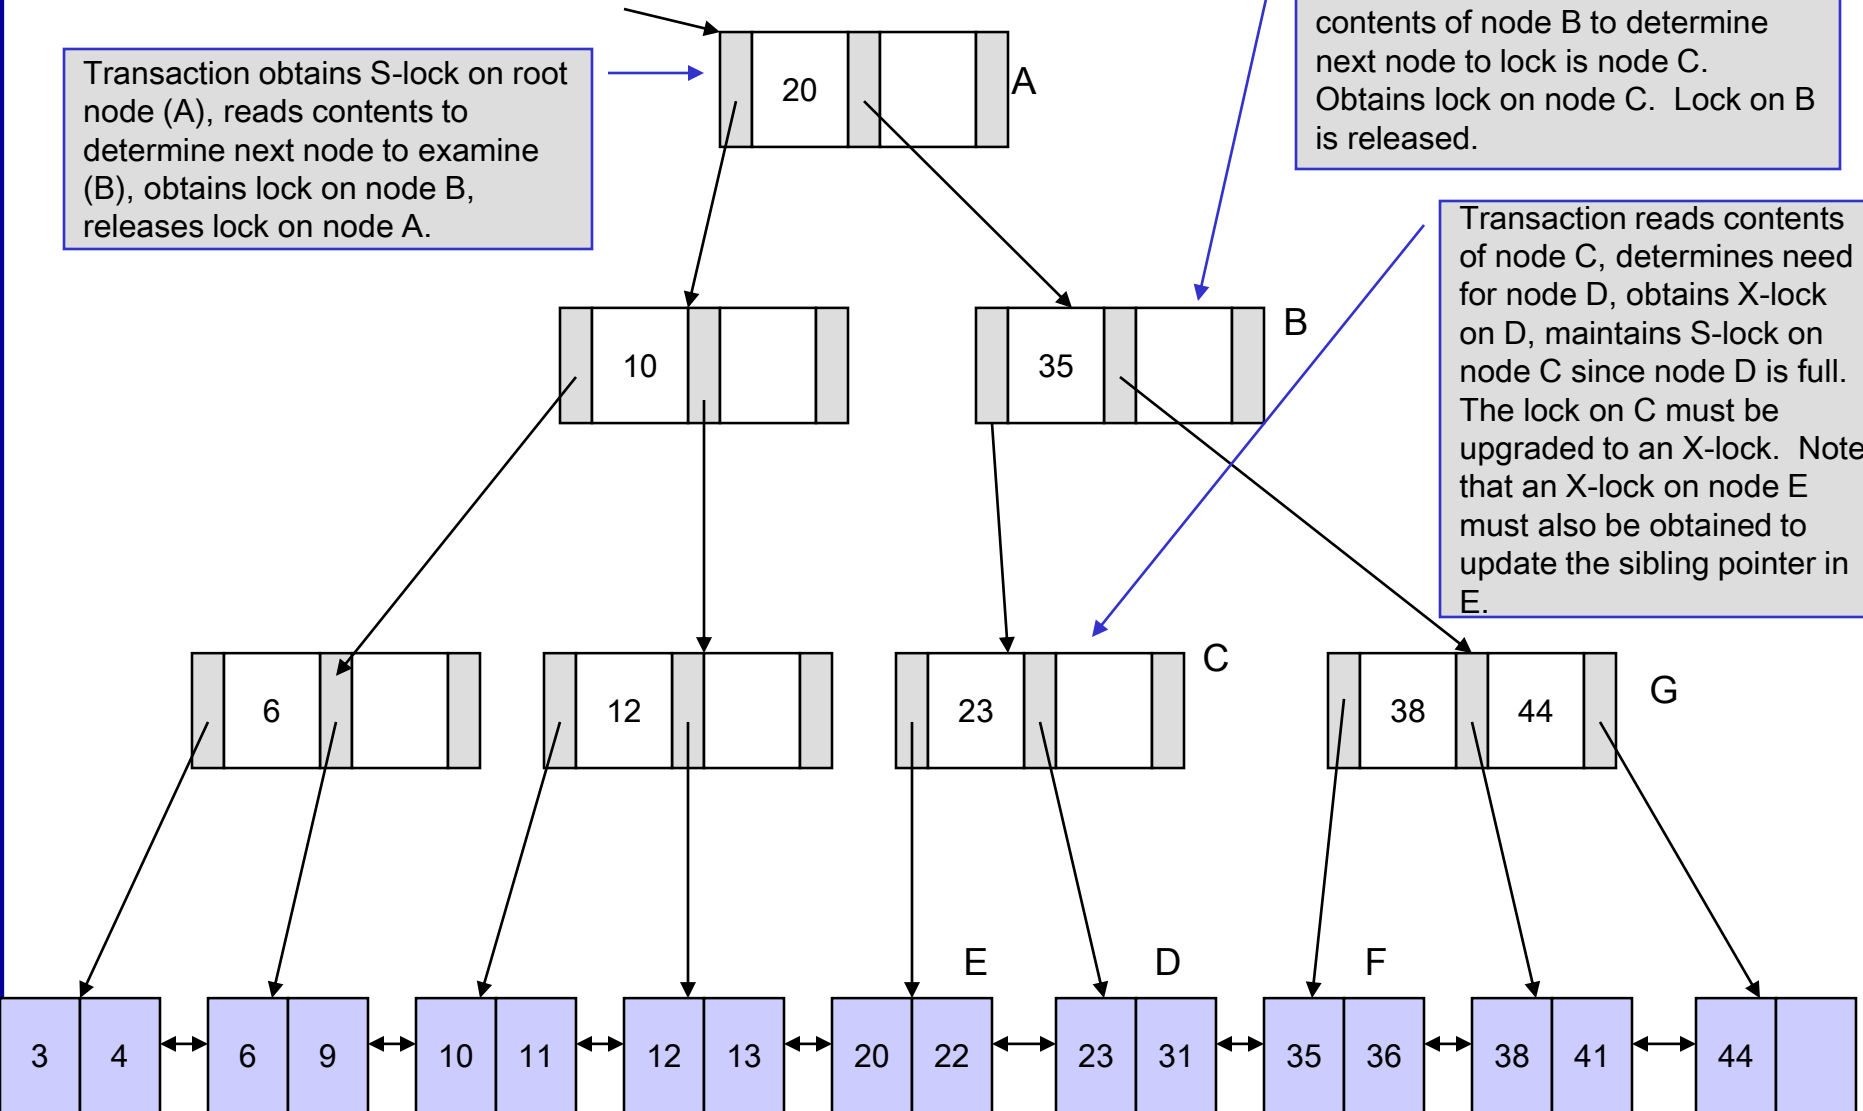 contents of node B to determine
next node to lock is node C.
Obtains lock on node C.  Lock on B
is released.
Transaction obtains S-lock on root
node (A), reads contents to
determine next node to examine
(B), obtains lock on node B,
releases lock on node A.
20
A
Transaction reads contents
of node C, determines need
for node D, obtains X-lock
on D, maintains S-lock on
node C since node D is full.
The lock on C must be
upgraded to an X-lock.  Note
that an X-lock on node E
must also be obtained to
update the sibling pointer in
E.
10
35
B
6
12
23
C
38 44
G
E
D
F
3 4 6 9 10 11 12 13 20 22 23 31 35 36 38 41 44